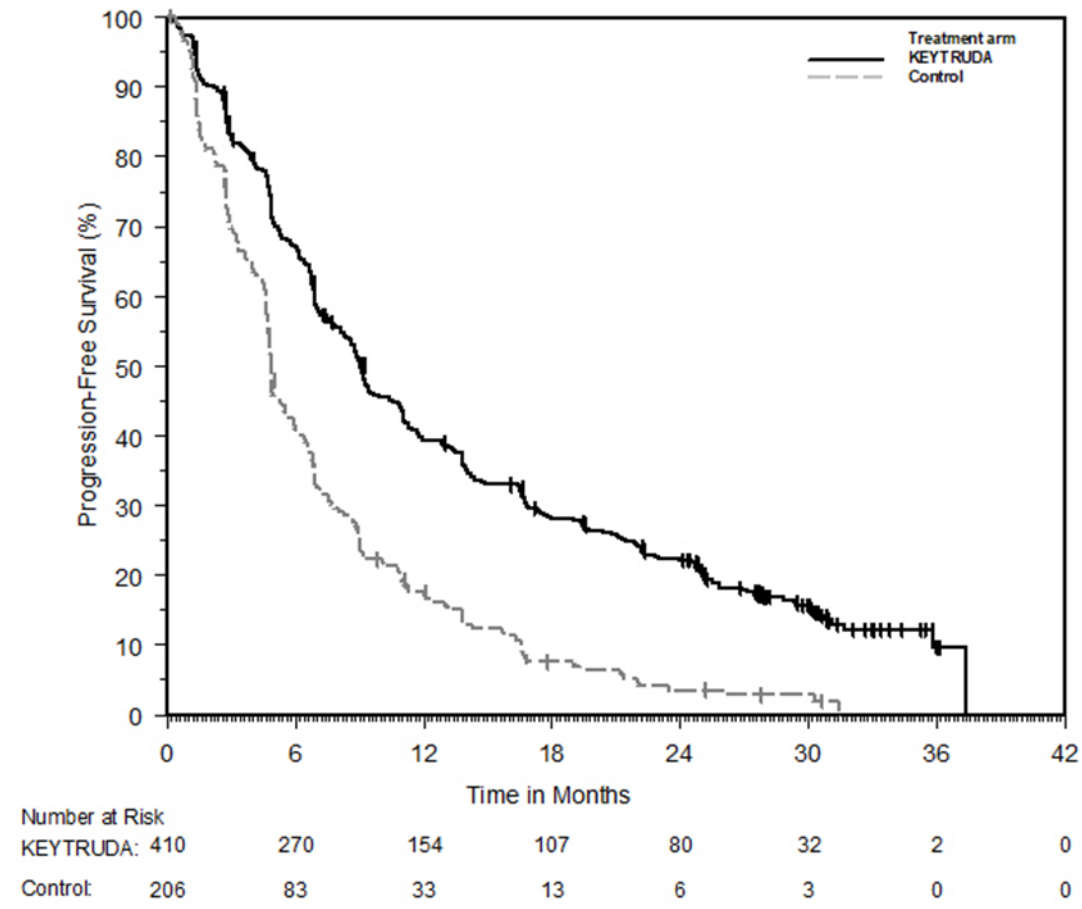 Treatment arm
KEYTRUDA
Control
Progression-Free Survival (%)
100
90
80
70
60
50
40
30
20
10
0
0 6 12 18 24 30 36 42
Time in Months
Number at Risk
KEYTRUDA: 410 270 154 107 80 32 2 0
Control: 206 83 33 13 6 3 0 0